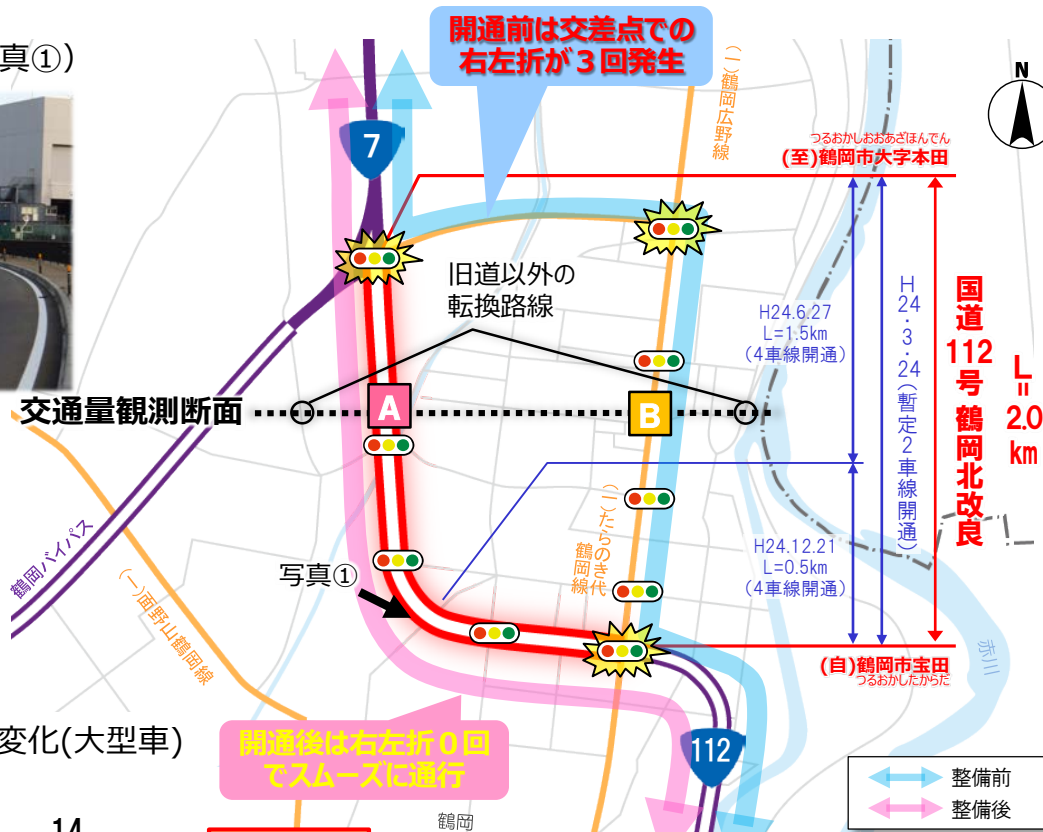 真①)
開通前は交差点での
右左折が３回発生
(一)鶴岡広野線
N
7
つるおかしおおあざほんでん
(至)鶴岡市大字本田
旧道以外の
転換路線
H24.6.27
L=1.5km
(4車線開通)
H24・3・24(暫定2車線開通)
国道112号 鶴岡北改良
L=2.0km
交通量観測断面
A
B
(一)たらのき代
鶴岡線
鶴岡バイパス
(一)面野山鶴岡線
写真①
H24.12.21
L=0.5km
(4車線開通)
赤川
(自)鶴岡市宝田
つるおかしたからだ
変化(大型車)
開通後は右左折０回
でスムーズに通行
112
整備前
整備後
14
鶴岡